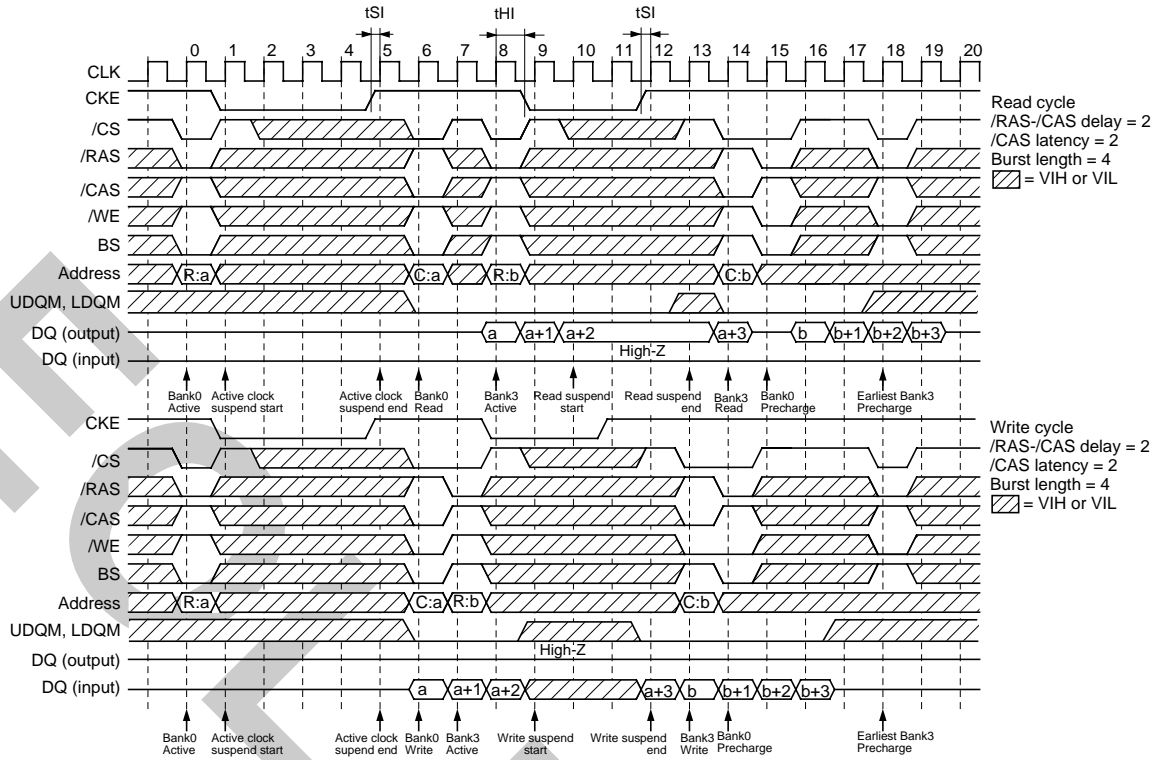 tSI tHI tSI
0 1 2 3 4 5 6 7 8 9 10 11 12 13 14 15 16 17 18 19 20
CLK
CKE
/CS
/RAS
/CAS
/WE
BS
Address R:a C:a R:b C:b
UDQM, LDQM
DQ (output) a a+1 a+2 a+3 b b+1 b+2 b+3
High-Z
DQ (input)
Read cycle
/RAS-/CAS delay = 2
/CAS latency = 2
Burst length = 4
= VIH or VIL
Bank0 Active clock Active clock Bank0 Bank3 Read suspend Read suspend Bank3 Bank0 Earliest Bank3
Active suspend start suspend end Read Active start end Read Precharge Precharge
CKE
/CS
/RAS
/CAS
/WE
BS
Address R:a C:a R:b C:b
UDQM, LDQM
High-Z
DQ (output)
DQ (input) a a+1 a+2 a+3 b b+1 b+2 b+3
Write cycle
/RAS-/CAS delay = 2
/CAS latency = 2
Burst length = 4
= VIH or VIL
Bank0 Active clock Active clock Bank0 Bank3 Write suspend Write suspend Bank3 Bank0 Earliest Bank3
Active suspend start supend end Write Active start end Write Precharge Precharge